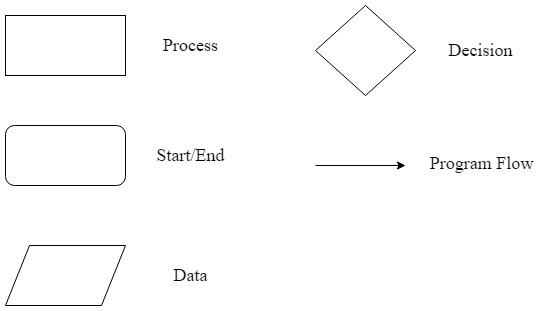 Process
Decision
Start/End
Program Flow
Data